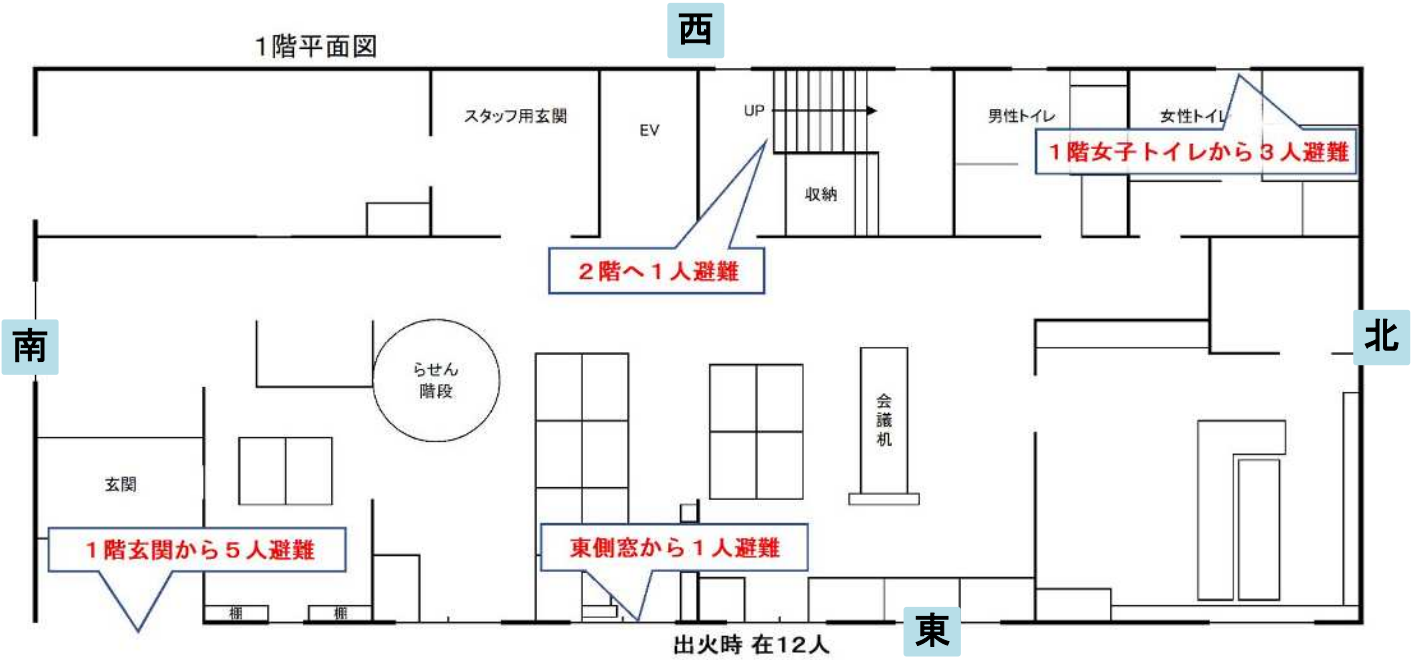 西
1階平面図
スタッフ用玄関
EV
UP
男性トイレ
女性トイレ
1階女子トイレから3人避難
収納
2階へ1人避難
南
北
らせん
階段
会
議
机
玄関
1階玄関から5人避難
東側窓から1人避難
棚
棚
東
出火時 在12人